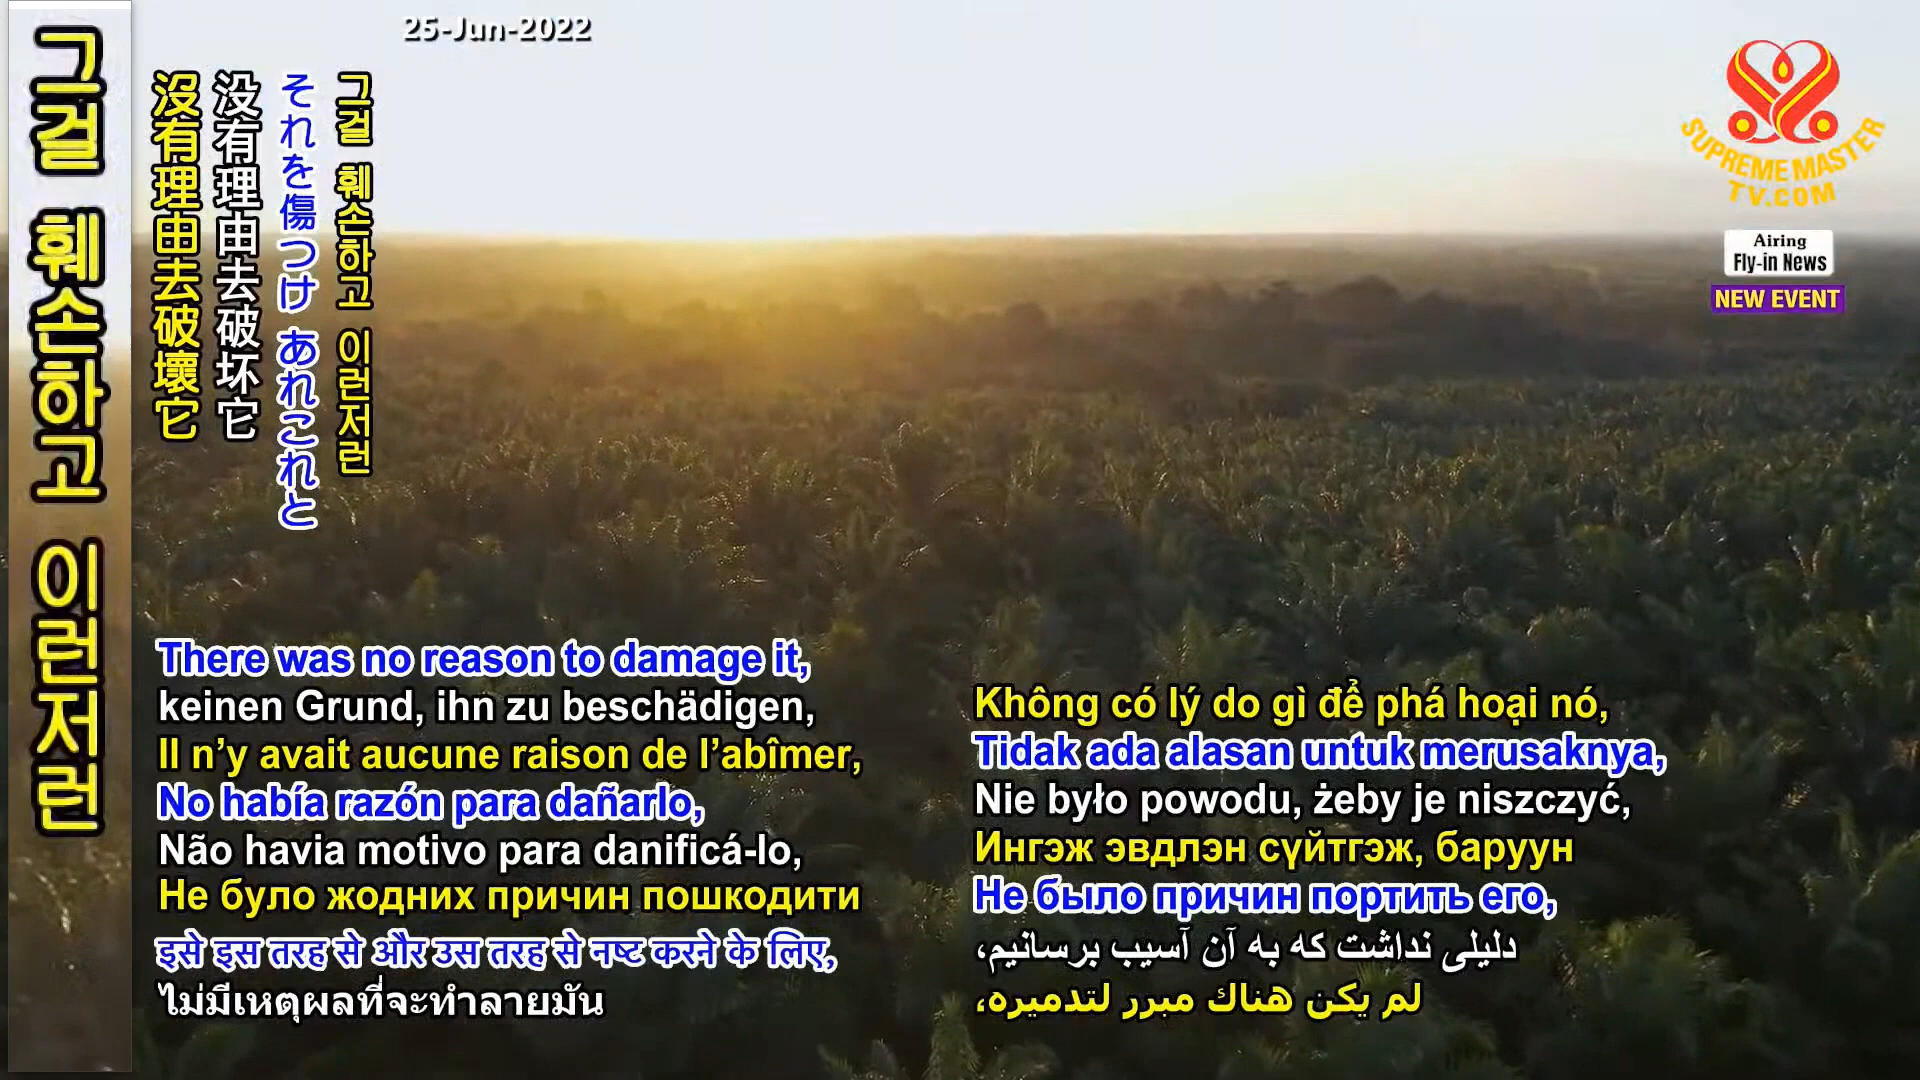 25-Jun-2022
그걸 훼손하고 이런저런
沒有理由去破壞它
没有理由去破坏它
それを傷つけ あれこれと
그걸 훼손하고 이런저런
SUPREME MASTER
TV.COM
Airing
Fly-in News
NEW EVENT
There was no reason to damage it,
keinen Grund, ihn zu beschädigen,
Il n’y avait aucune raison de l’abîmer,
No había razón para dañarlo,
Não havia motivo para danificá-lo,
Не було жодних причин пошкодити
इसे इस तरह से और उस तरह से नष्ट करने के लिए,
ไม่มีเหตุผลที่จะทำลายมัน
Không có lý do gì để phá hoại nó,
Tidak ada alasan untuk merusaknya,
Nie było powodu, żeby je niszczyć,
Ингэж эвдлэн сүйтгэж, баруун
Не было причин портить его,
دلیلی نداشت که به آن آسیب برسانیم،
لم يكن هناك مبرر لتدميره،